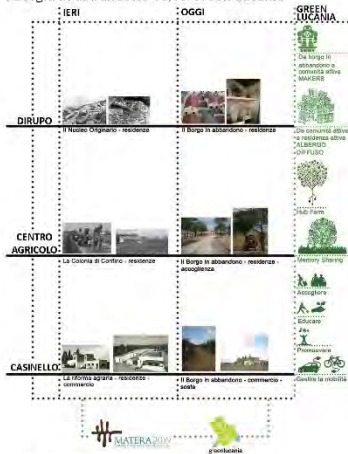 IERI
OGGI
GREEN
LUCANIA
Da borgo in
abbandono a
comunità attiva
MAKERS
DIRUPO
Il Nucleo Originario - residenze
Il Borgo in abbandono - residenze
Da comunità attiva
a residenza attiva
ALBERGO
DIFFUSO
Hub Farm
CENTRO
AGRICOLO
La Colonia di Confino - residenze
Il Borgo in abbandono - residenze -
accoglienza
Memory Sharing
Accogliere
Educare
Promuovere
CASINELLO
La riforma agraria - residenze -
commercio
Il Borgo in abbandono - commercio -
sosta
Gestire la mobilità
MATERA2019
greenlucania